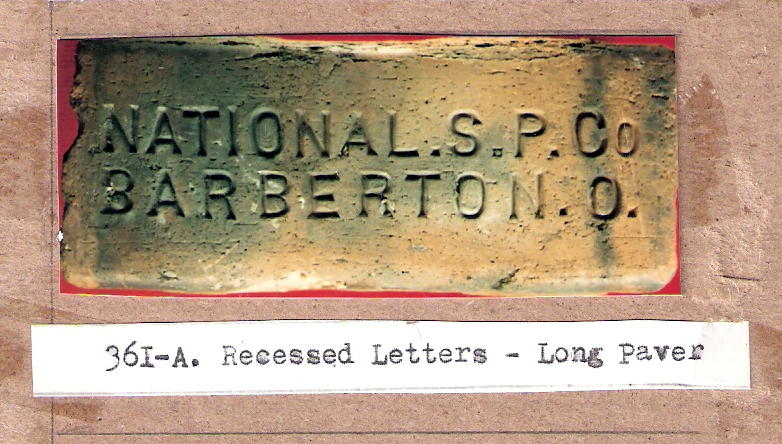 NATIONAL.S.P.Co
BARBERTON.O.
361-A. Recessed Letters - Long Paver